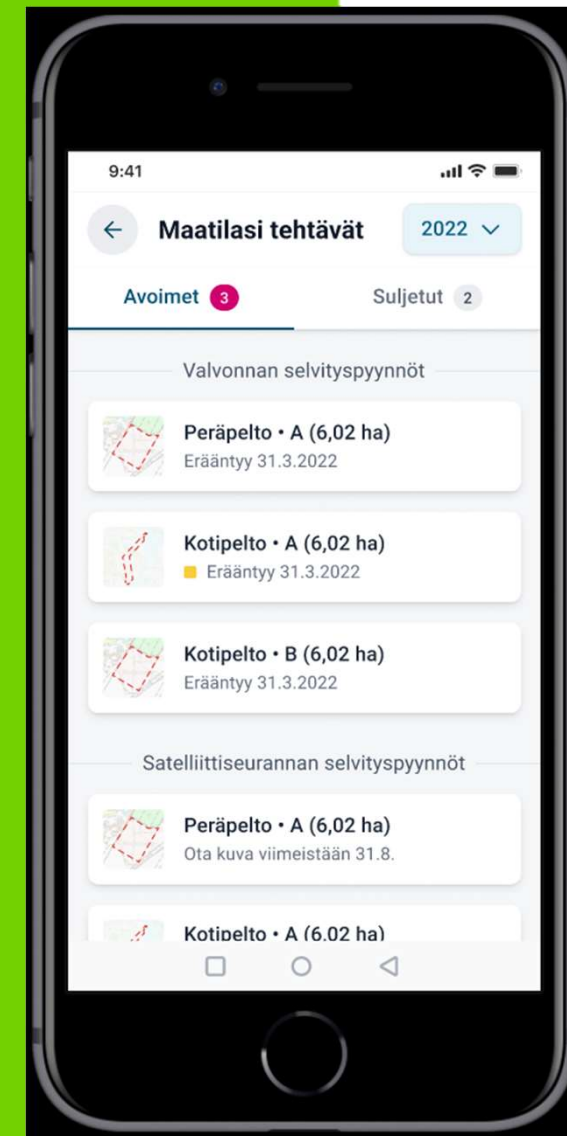 9:41
Maatilasi tehtävät
2022
Avoimet 3
Suljetut 2
Valvonnan selvityspyynnöt
Peräpelto • A (6,02 ha)
Erääntyy 31.3.2022
Kotipelto • A (6,02 ha)
Erääntyy 31.3.2022
Kotipelto • B (6,02 ha)
Erääntyy 31.3.2022
Satelliittiseurannan selvityspyynnöt
Peräpelto • A (6,02 ha)
Ota kuva viimeistään 31.8.
Kotipelto • A (6,02 ha)